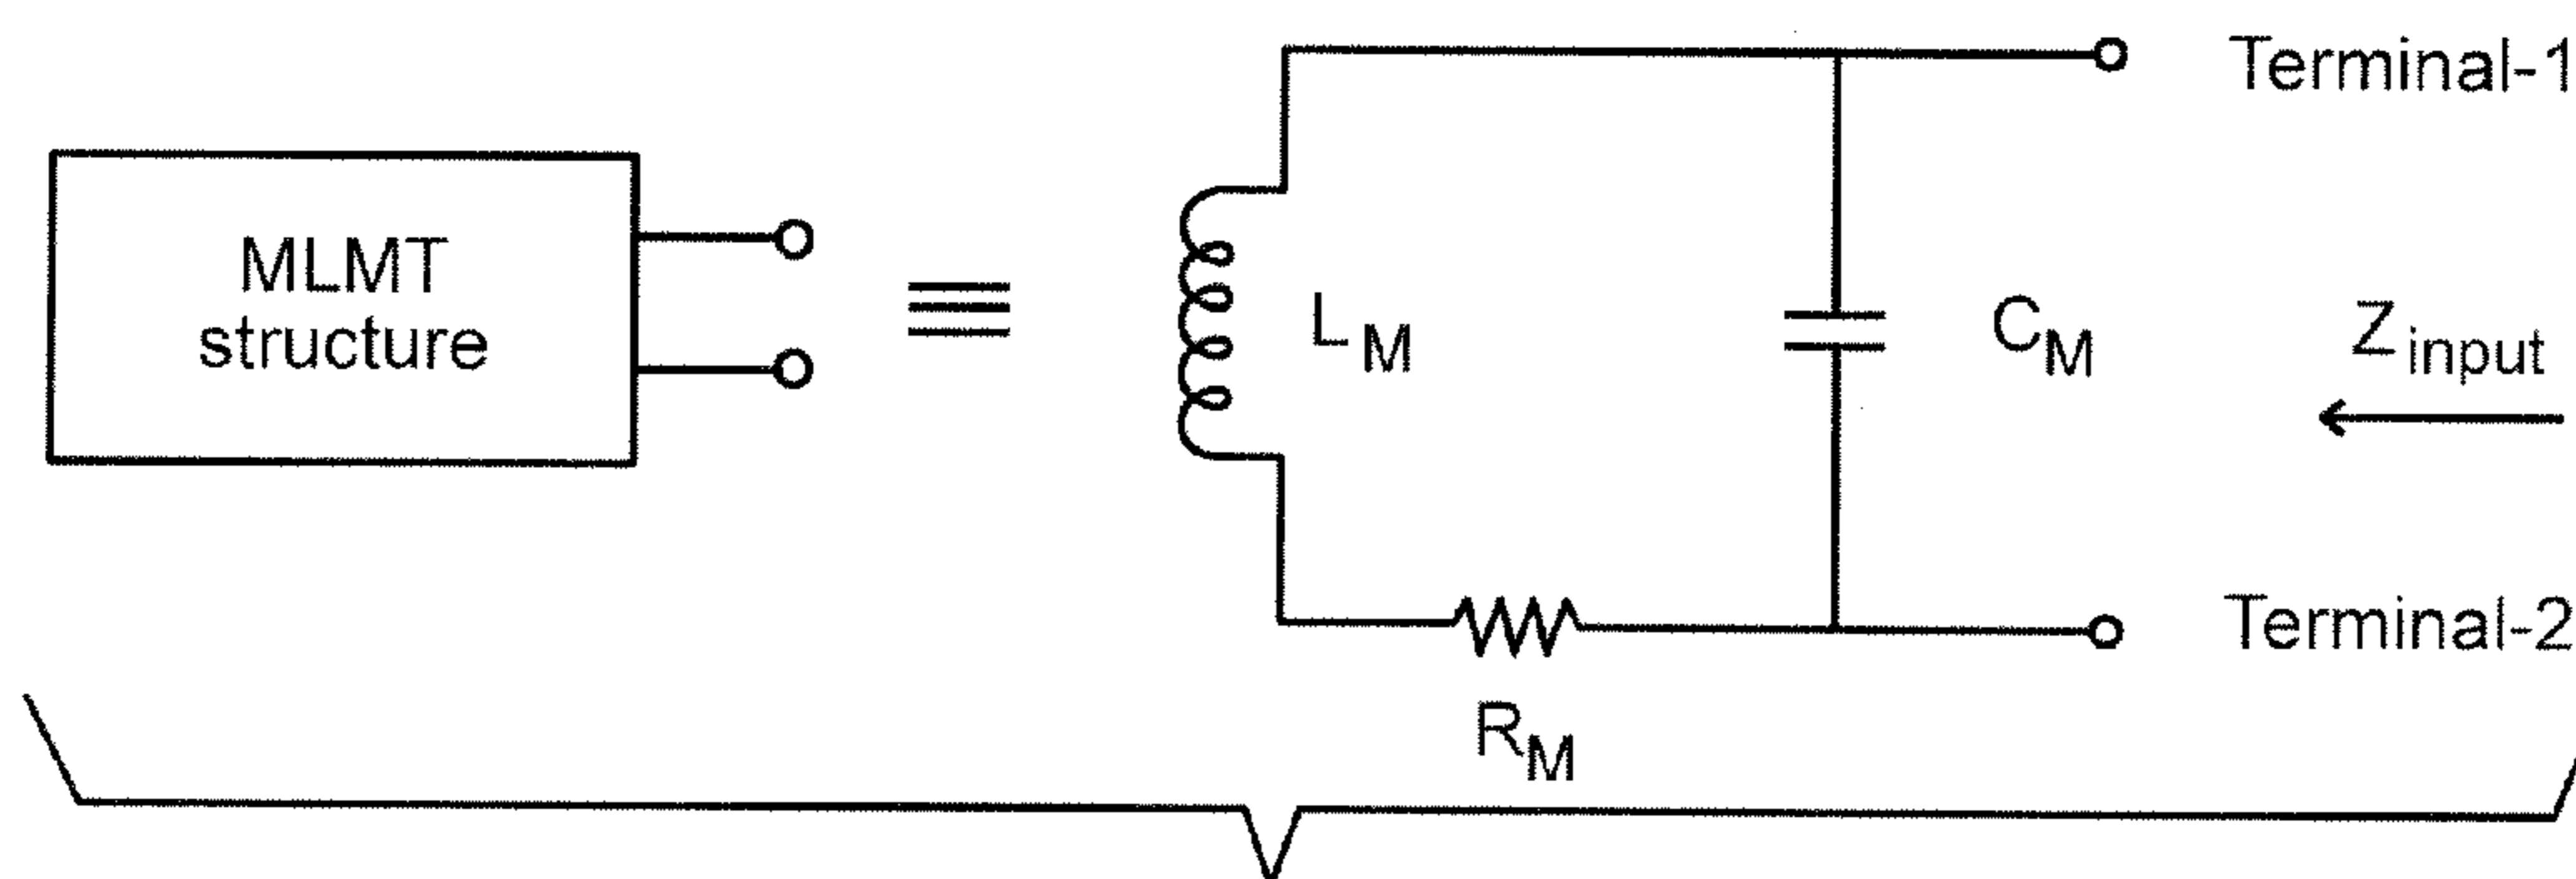 Terminal-1
MLMT
structure
L_M
C_M
Z_input
Terminal-2
R_M